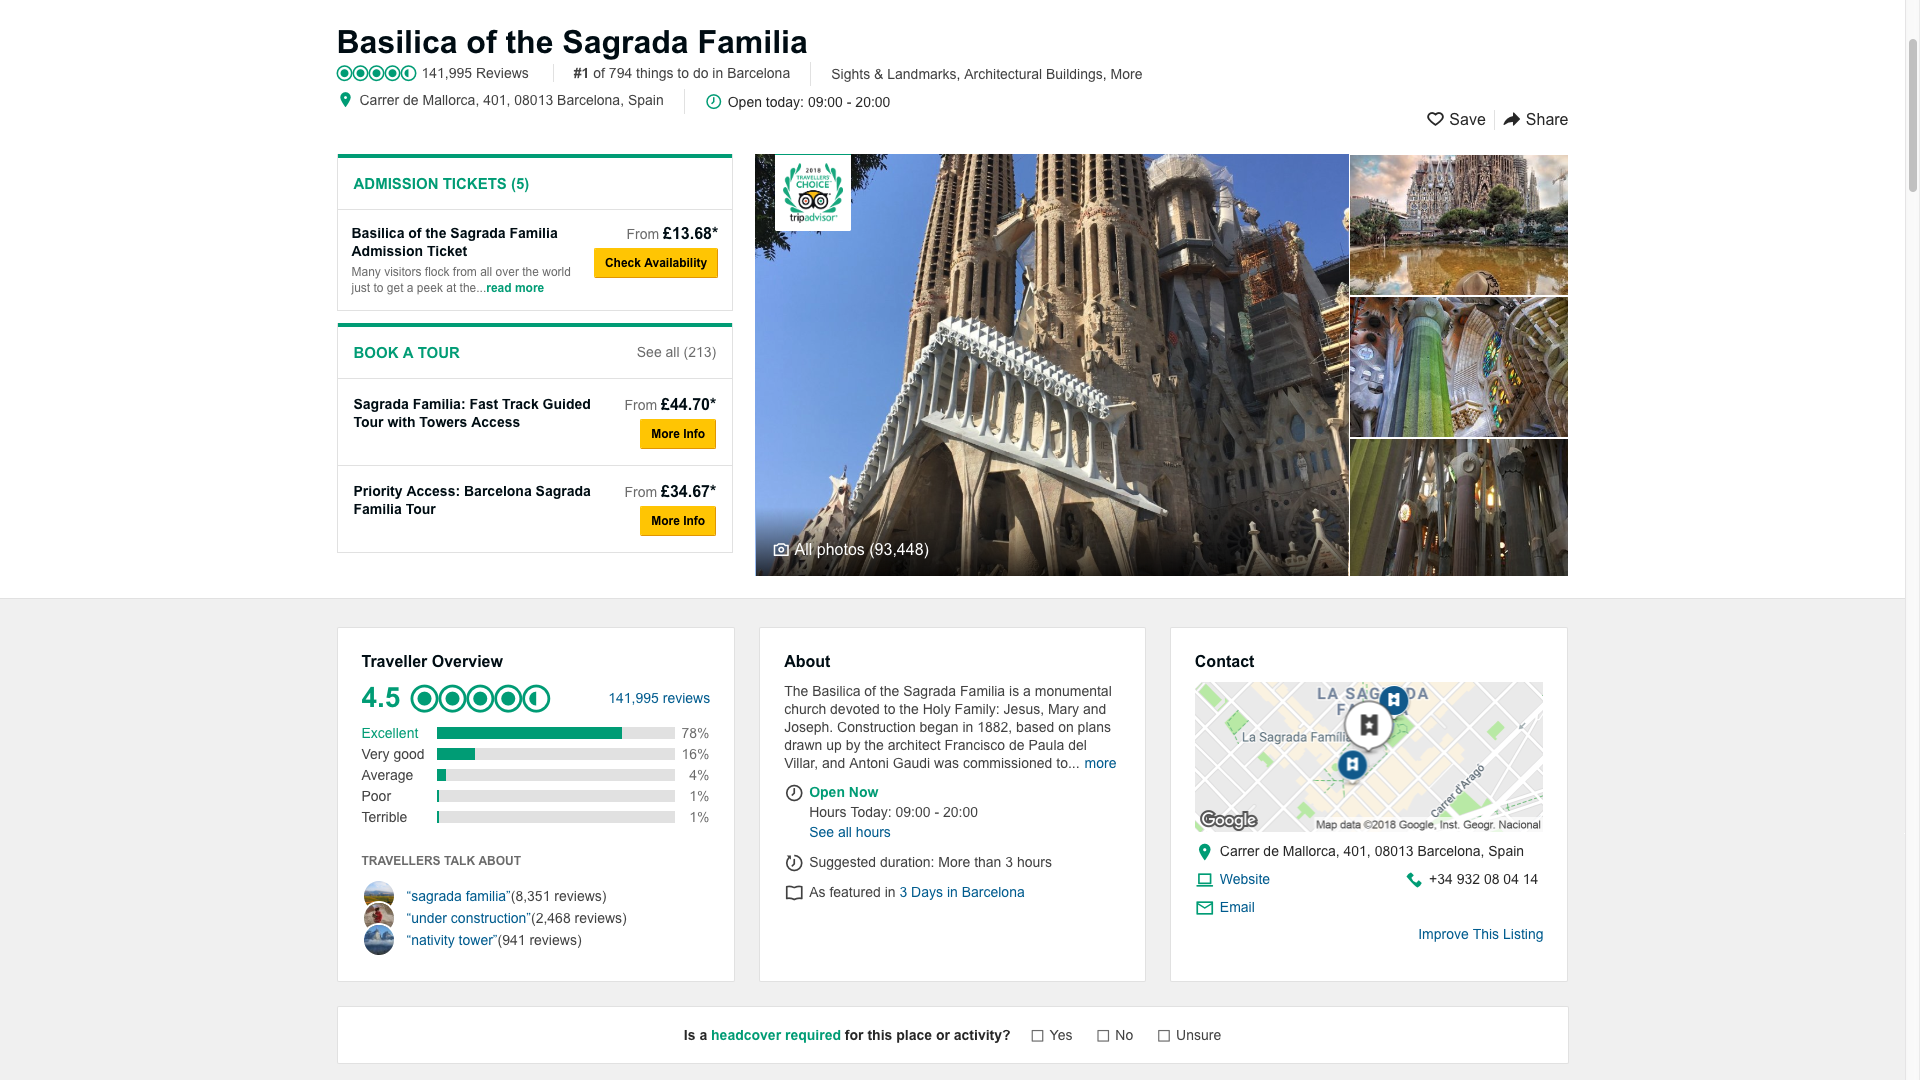 Basilica of the Sagrada Familia
141,995 Reviews
#1 of 794 things to do in Barcelona
Sights & Landmarks, Architectural Buildings, More
Carrer de Mallorca, 401, 08013 Barcelona, Spain
Open today: 09:00 - 20:00
Save
Share
ADMISSION TICKETS (5)
Basilica of the Sagrada Familia
Admission Ticket
From £13.68*
Check Availability
Many visitors flock from all over the world
just to get a peek at the...read more
BOOK A TOUR
See all (213)
Sagrada Familia: Fast Track Guided
Tour with Towers Access
From £44.70*
More Info
Priority Access: Barcelona Sagrada
Familia Tour
From £34.67*
More Info
2018
TRAVELLERS'
CHOICE
tripadvisor
All photos (93,448)
Traveller Overview
4.5
141,995 reviews
Excellent 78%
Very good 16%
Average 4%
Poor 1%
Terrible 1%
TRAVELLERS TALK ABOUT
“sagrada familia”(8,351 reviews)
“under construction”(2,468 reviews)
“nativity tower”(941 reviews)
About
The Basilica of the Sagrada Familia is a monumental
church devoted to the Holy Family: Jesus, Mary and
Joseph. Construction began in 1882, based on plans
drawn up by the architect Francisco de Paula del
Villar, and Antoni Gaudi was commissioned to... more
Open Now
Hours Today: 09:00 - 20:00
See all hours
Suggested duration: More than 3 hours
As featured in 3 Days in Barcelona
Contact
La Sagrada Família
Carrer d'Aragó
Google
Map data ©2018 Google, Inst. Geogr. Nacional
Carrer de Mallorca, 401, 08013 Barcelona, Spain
Website
+34 932 08 04 14
Email
Improve This Listing
Is a headcover required for this place or activity?
Yes
No
Unsure